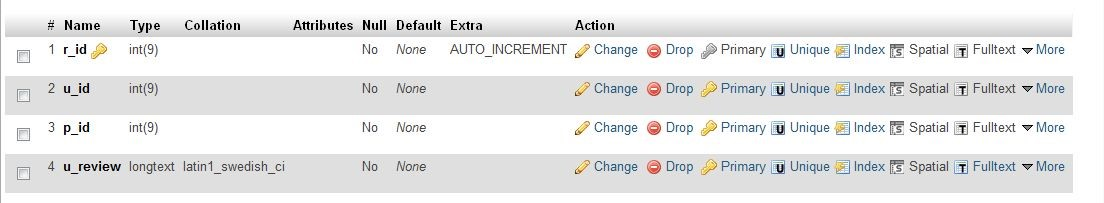 # Name Type Collation Attributes Null Default Extra Action
1 r_id int(9) No None AUTO_INCREMENT Change Drop Primary U Unique Index S Spatial T Fulltext More
2 u_id int(9) No None Change Drop Primary U Unique Index S Spatial T Fulltext More
3 p_id int(9) No None Change Drop Primary U Unique Index S Spatial T Fulltext More
4 u_review longtext latin1_swedish_ci No None Change Drop Primary U Unique Index S Spatial T Fulltext More